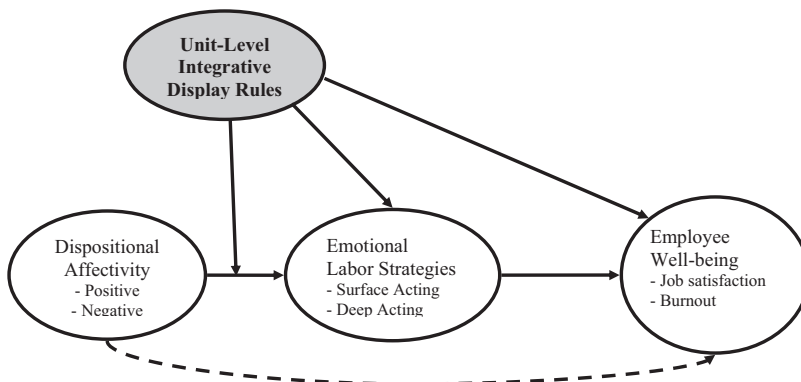 Unit-Level
Integrative
Display Rules
Dispositional
Affectivity
- Positive
- Negative
Emotional
Labor Strategies
- Surface Acting
- Deep Acting
Employee
Well-being
- Job satisfaction
- Burnout